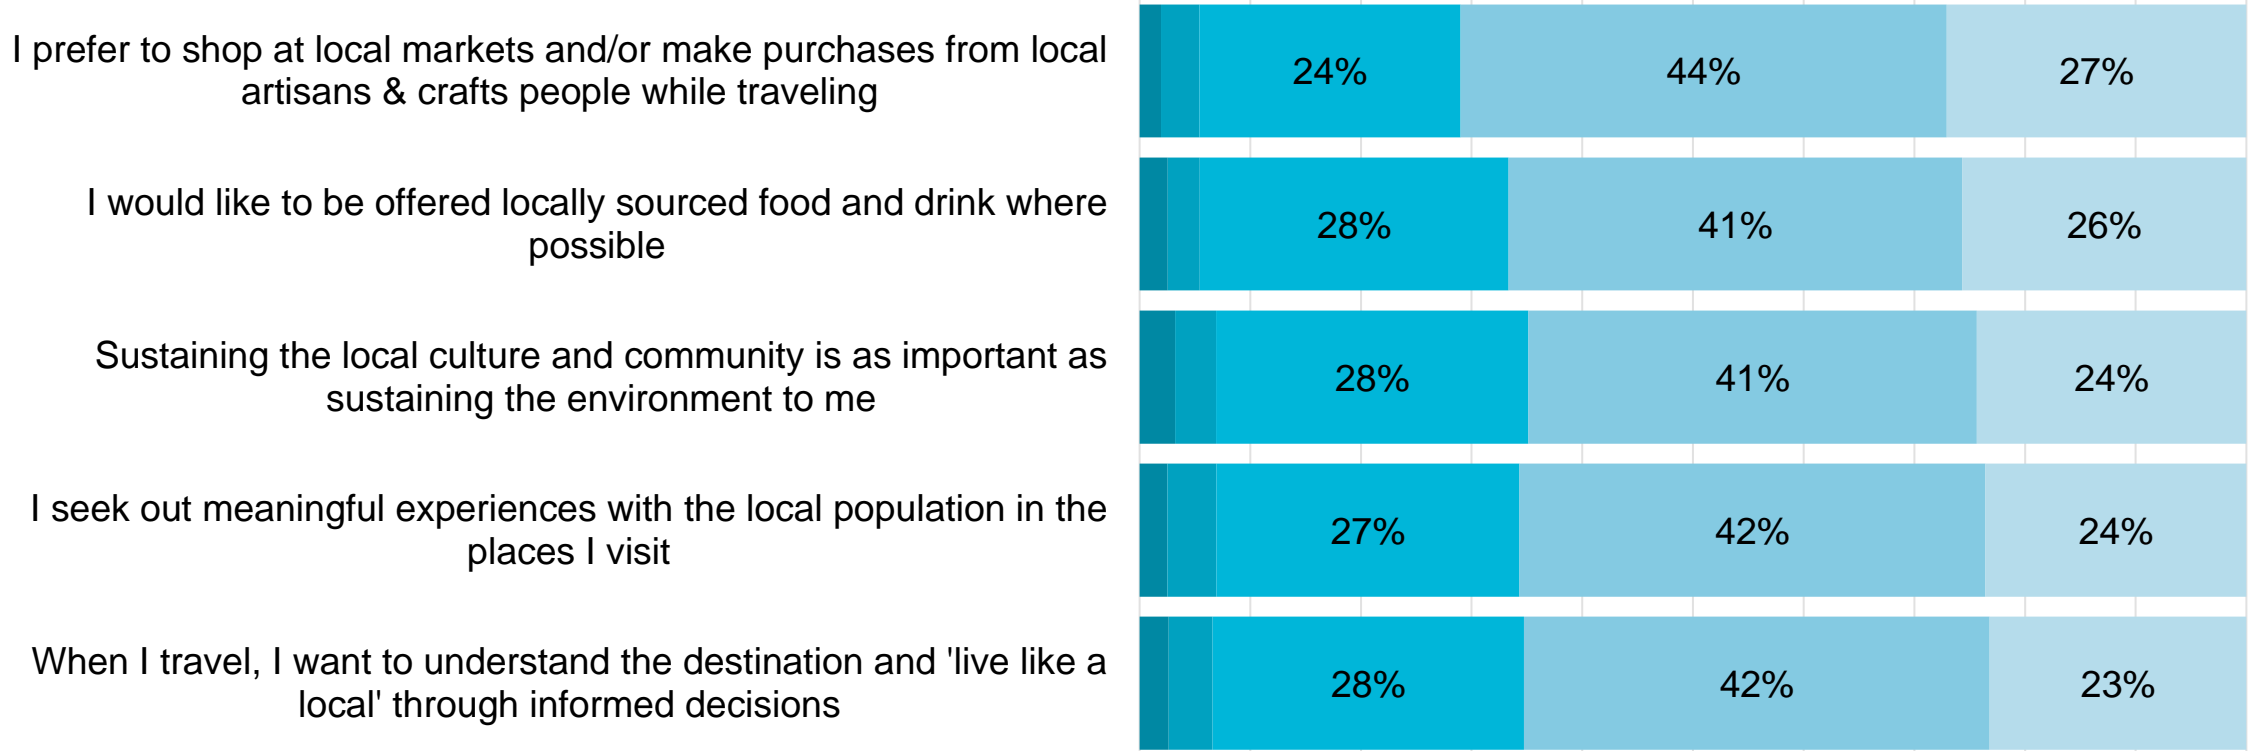 I prefer to shop at local markets and/or make purchases from local
artisans & crafts people while traveling
24% 44% 27%
I would like to be offered locally sourced food and drink where
possible
28% 41% 26%
Sustaining the local culture and community is as important as
sustaining the environment to me
28% 41% 24%
I seek out meaningful experiences with the local population in the
places I visit
27% 42% 24%
When I travel, I want to understand the destination and 'live like a
local' through informed decisions
28% 42% 23%